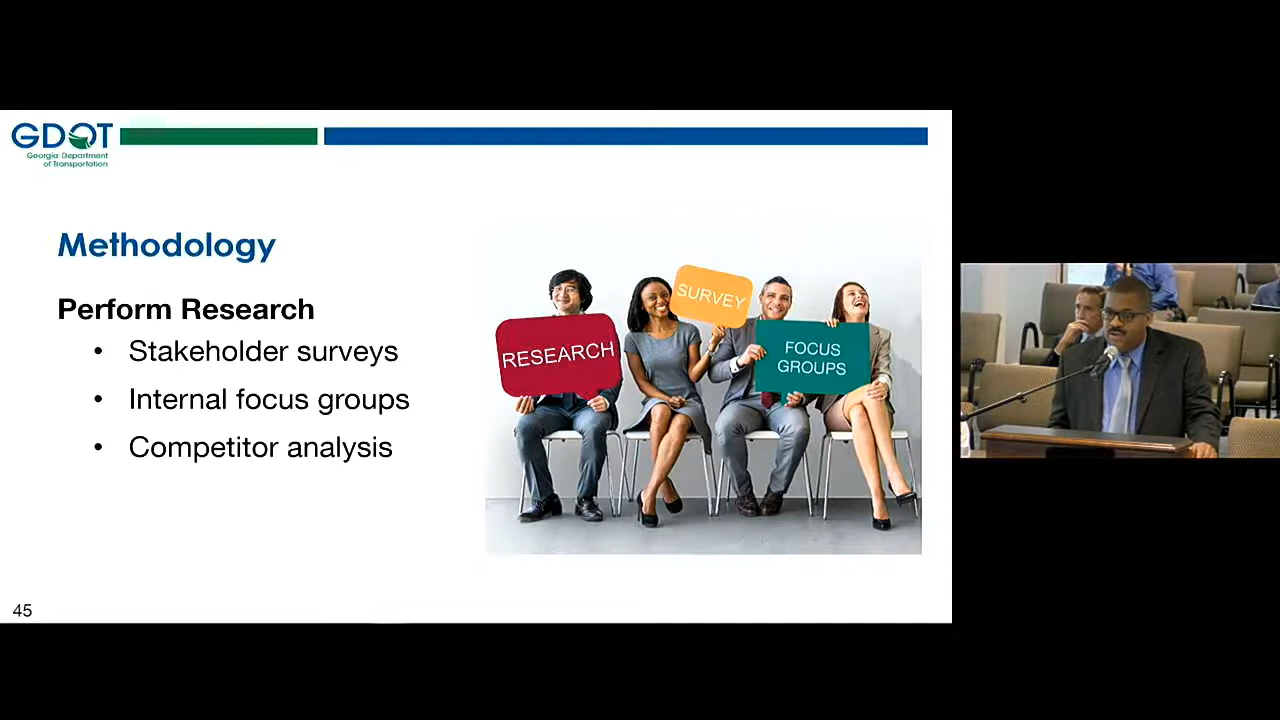 GDOT
Georgia Department
of Transportation
Methodology
Perform Research
• Stakeholder surveys
• Internal focus groups
• Competitor analysis
RESEARCH
SURVEY
FOCUS
GROUPS
45